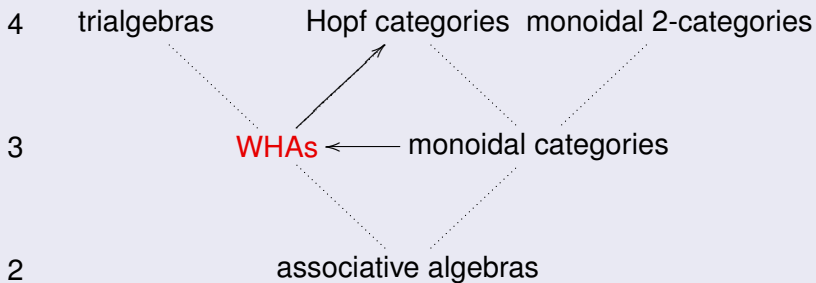 4 trialgebras Hopf categories monoidal 2-categories
3 WHAs monoidal categories
2 associative algebras